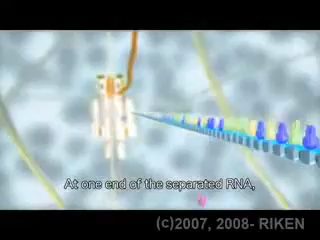 At one end of the separated RNA,
(c)2007, 2008- RIKEN